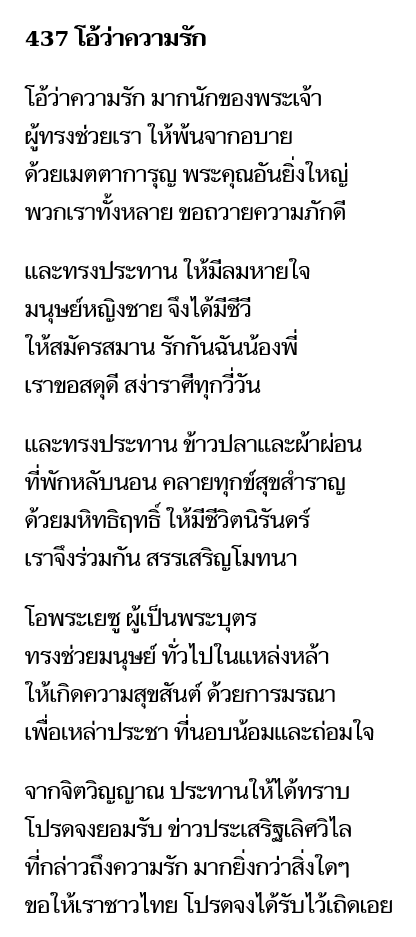 437 โอ้ว่าความรัก
โอ้ว่าความรัก มากนักของพระเจ้า
ผู้ทรงช่วยเรา ให้พ้นจากอบาย
ด้วยเมตตาการุญ พระคุณอันยิ่งใหญ่
พวกเราทั้งหลาย ขอถวายความภักดี
และทรงประทาน ให้มีลมหายใจ
มนุษย์หญิงชาย จึงได้มีชีวี
ให้สมัครสมาน รักกันฉันน้องพี่
เราขอสดุดี สง่าราศีทุกวี่วัน
และทรงประทาน ข้าวปลาและผ้าผ่อน
ที่พักหลับนอน คลายทุกข์สุขสำราญ
ด้วยมหิทธิฤทธิ์ ให้มีชีวิตนิรันดร์
เราจึงร่วมกัน สรรเสริญโมทนา
โอพระเยซู ผู้เป็นพระบุตร
ทรงช่วยมนุษย์ ทั่วไปในแหล่งหล้า
ให้เกิดความสุขสันต์ ด้วยการมรณา
เพื่อเหล่าประชา ที่นอบน้อมและถ่อมใจ
จากจิตวิญญาณ ประทานให้ได้ทราบ
โปรดจงยอมรับ ข่าวประเสริฐเลิศวิไล
ที่กล่าวถึงความรัก มากยิ่งกว่าสิ่งใดๆ
ขอให้เราชาวไทย โปรดจงได้รับไว้เถิดเอย